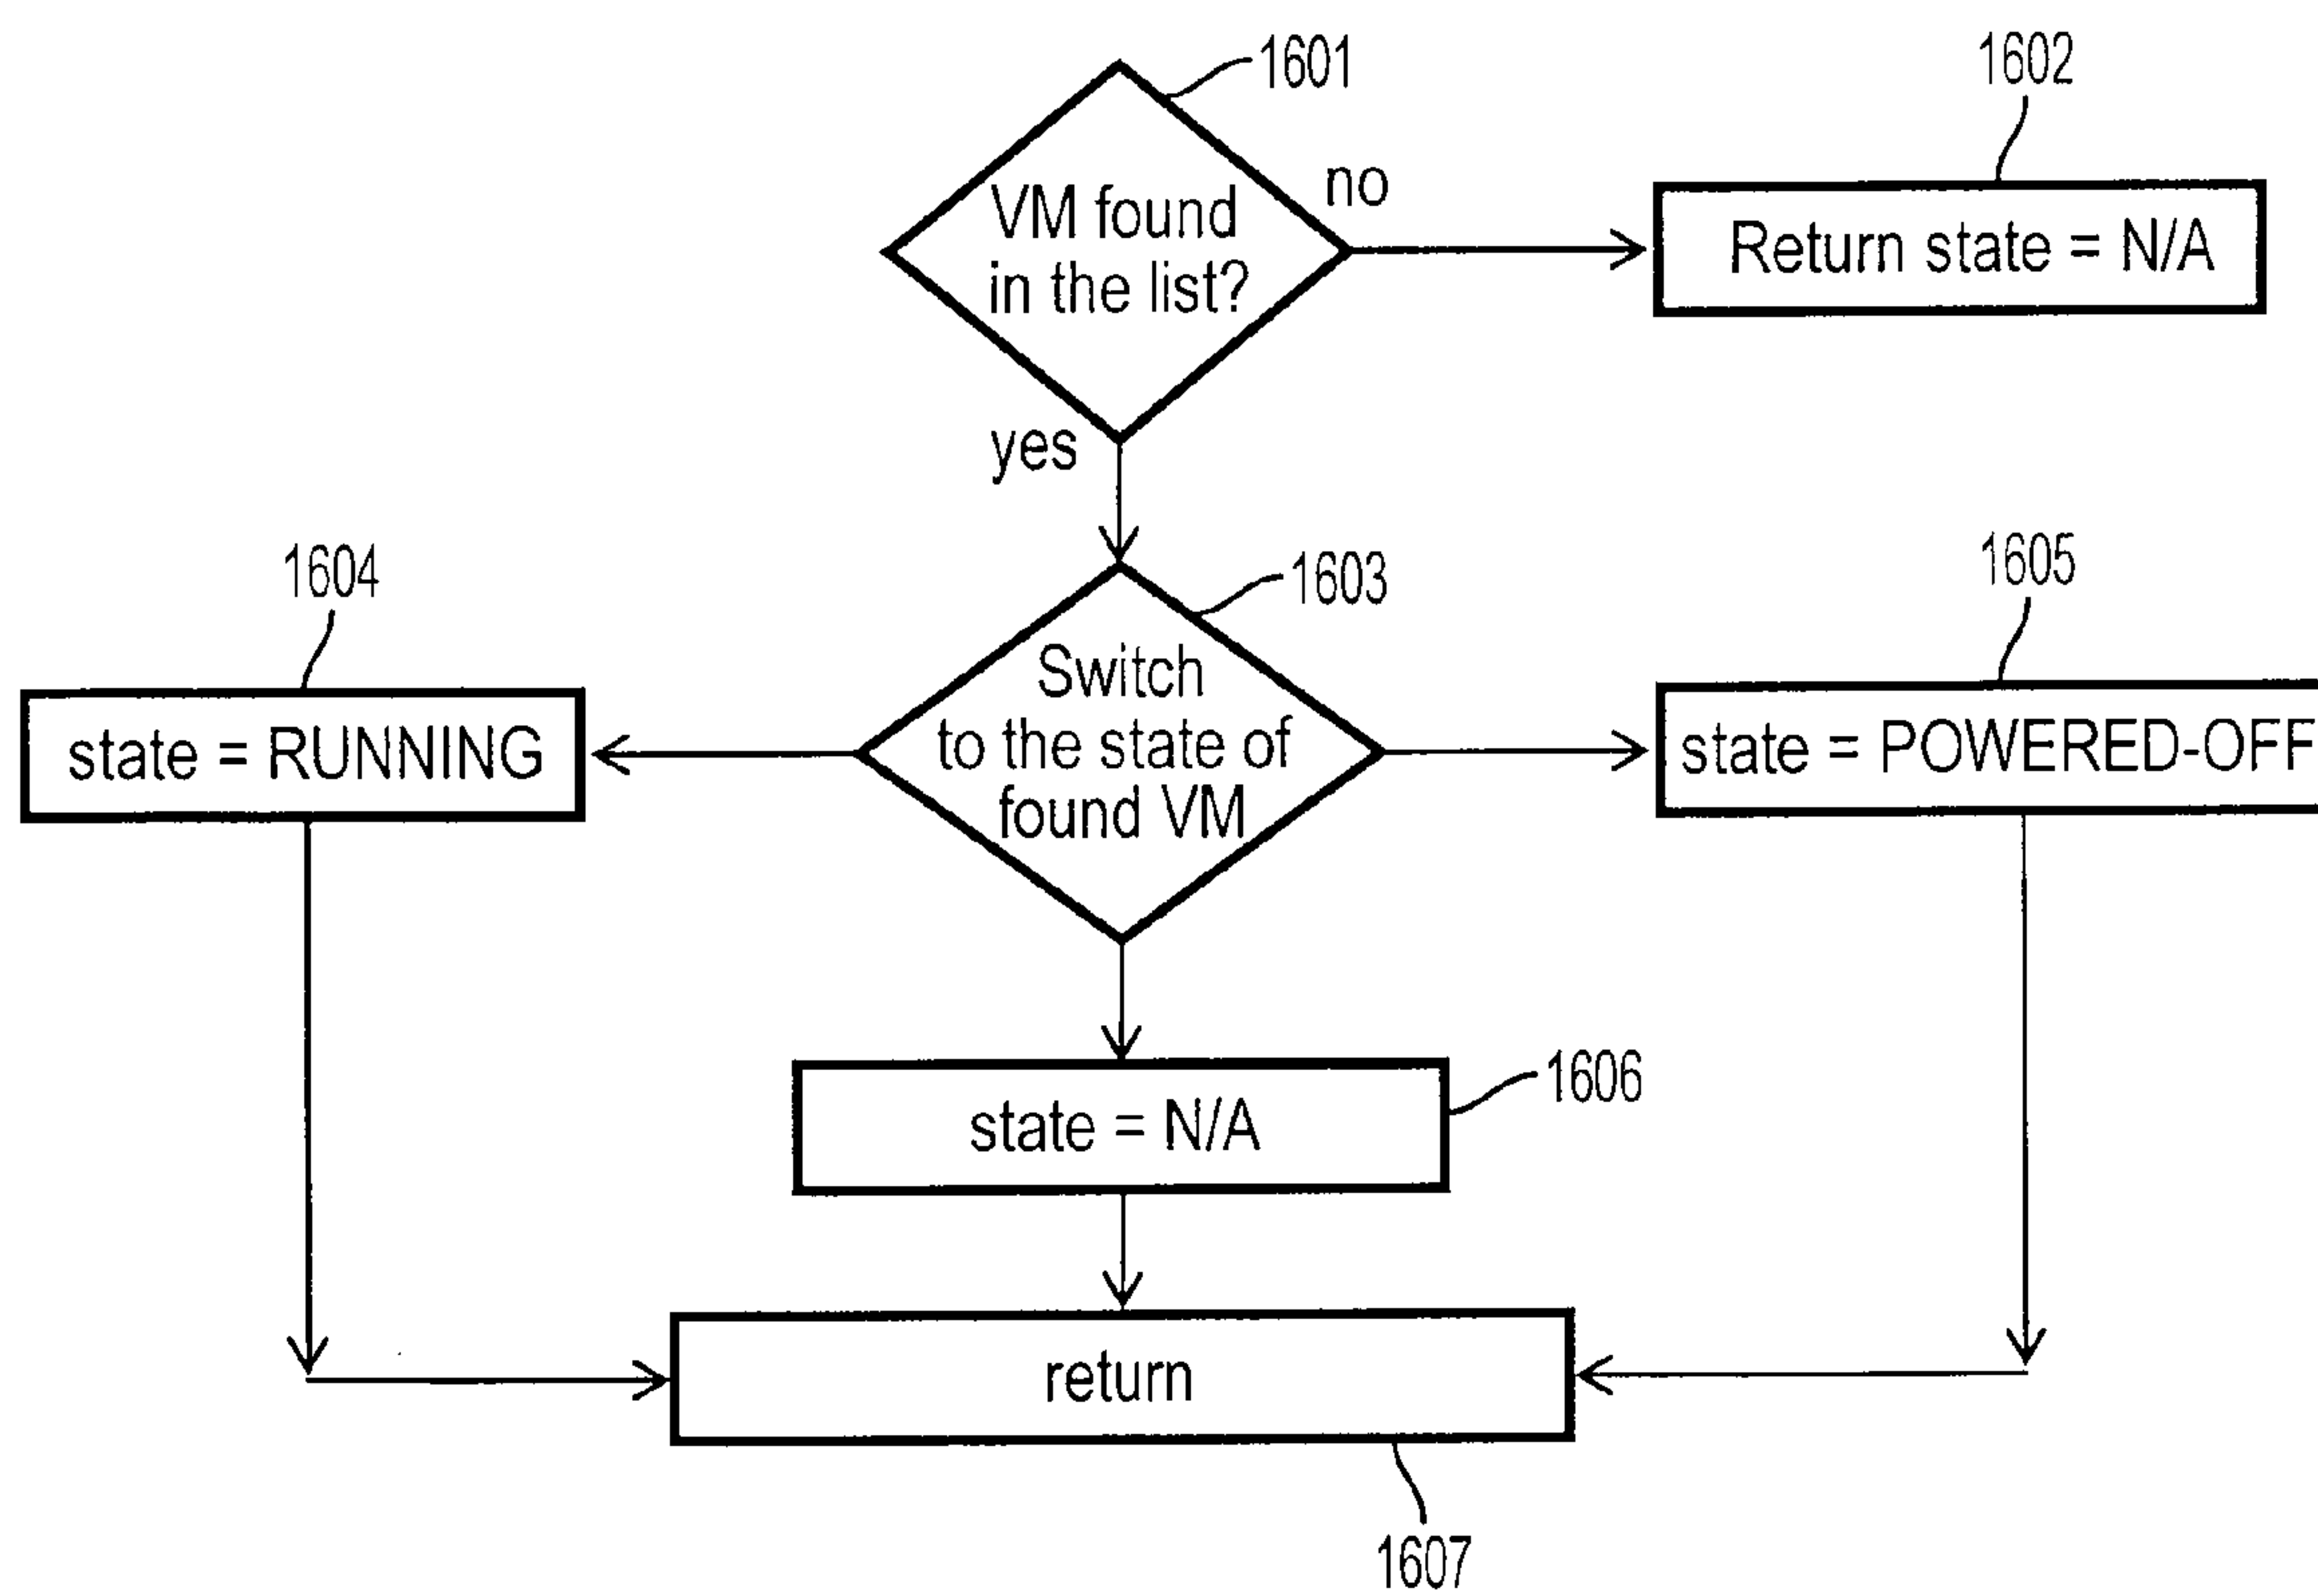 1601
1602
no
VM found
in the list?
Return state = N/A
yes
1604
1603
1605
Switch
to the state of
found VM
state = RUNNING
state = POWERED-OFF
1606
state = N/A
return
1607